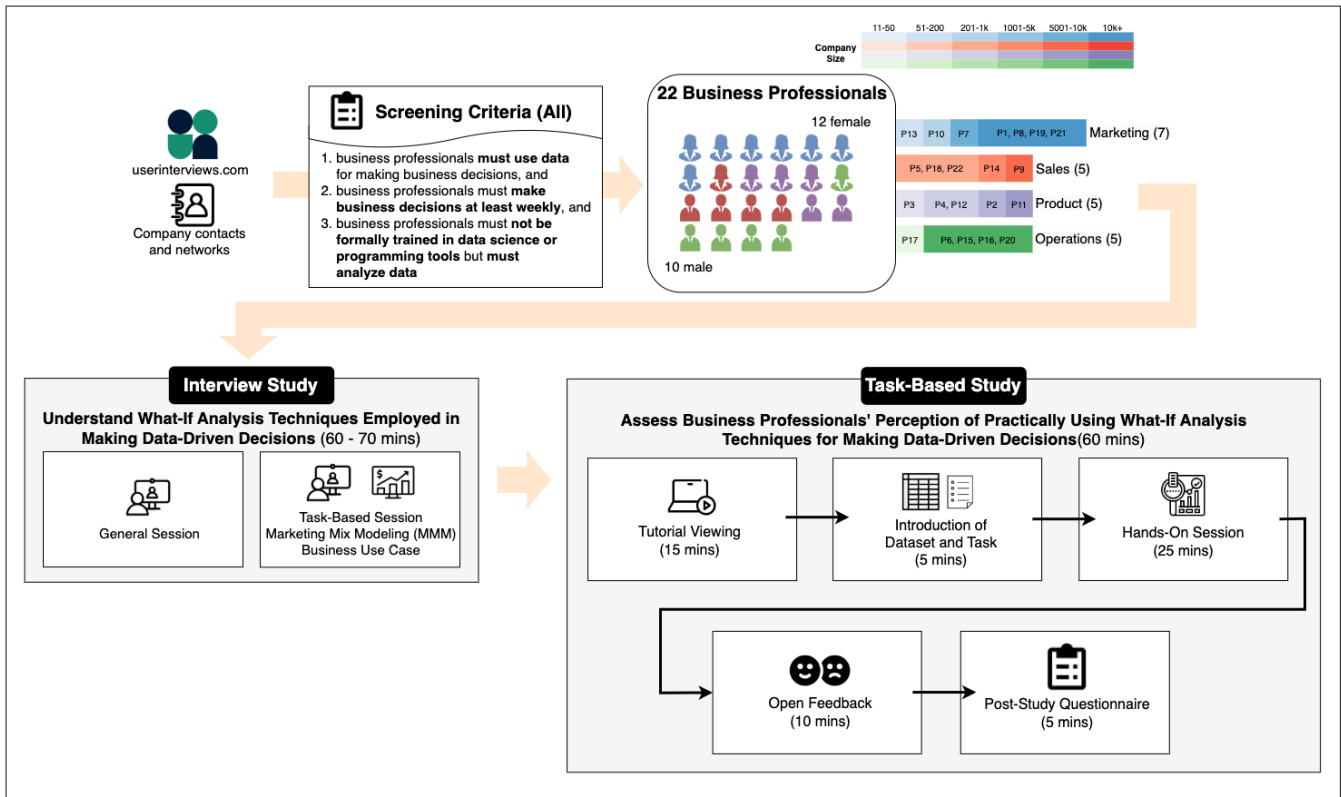 11-50 51-200 201-1k 1001-5k 5001-10k 10k+
Company
Size
userinterviews.com
Company contacts
and networks
Screening Criteria (All)
1. business professionals must use data
for making business decisions, and
2. business professionals must make
business decisions at least weekly, and
3. business professionals must not be
formally trained in data science or
programming tools but must
analyze data
22 Business Professionals
12 female
10 male
P13 P10 P7 P1, P8, P19, P21 Marketing (7)
P5, P18, P22 P14 P9 Sales (5)
P3 P4, P12 P2 P11 Product (5)
P17 P6, P15, P16, P20 Operations (5)
Interview Study
Understand What-If Analysis Techniques Employed in
Making Data-Driven Decisions (60 - 70 mins)
General Session
Task-Based Session
Marketing Mix Modeling (MMM)
Business Use Case
Task-Based Study
Assess Business Professionals' Perception of Practically Using What-If Analysis
Techniques for Making Data-Driven Decisions(60 mins)
Tutorial Viewing
(15 mins)
Introduction of
Dataset and Task
(5 mins)
Hands-On Session
(25 mins)
Open Feedback
(10 mins)
Post-Study Questionnaire
(5 mins)